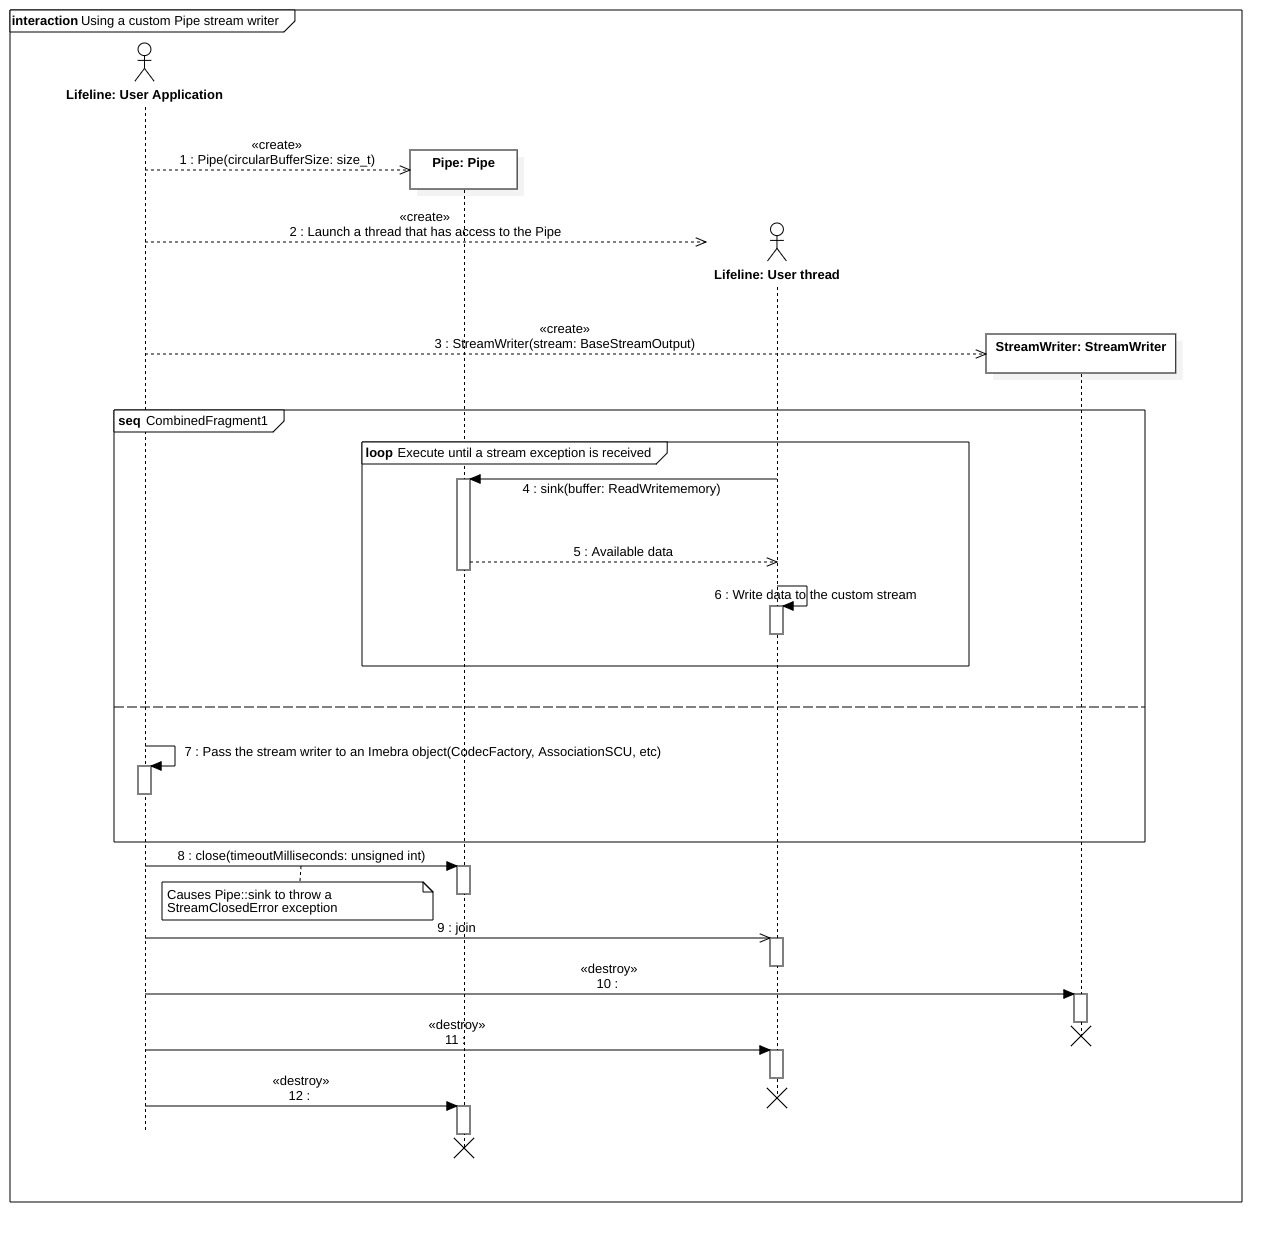 interaction Using a custom Pipe stream writer
Lifeline: User Application
«create»
1 : Pipe(circularBufferSize: size_t)
Pipe: Pipe
«create»
2 : Launch a thread that has access to the Pipe
Lifeline: User thread
«create»
3 : StreamWriter(stream: BaseStreamOutput)
StreamWriter: StreamWriter
seq CombinedFragment1
loop Execute until a stream exception is received
4 : sink(buffer: ReadWritememory)
5 : Available data
6 : Write data to the custom stream
7 : Pass the stream writer to an Imebra object(CodecFactory, AssociationSCU, etc)
8 : close(timeoutMilliseconds: unsigned int)
Causes Pipe::sink to throw a
StreamClosedError exception
9 : join
«destroy»
10 :
«destroy»
11 :
«destroy»
12 :